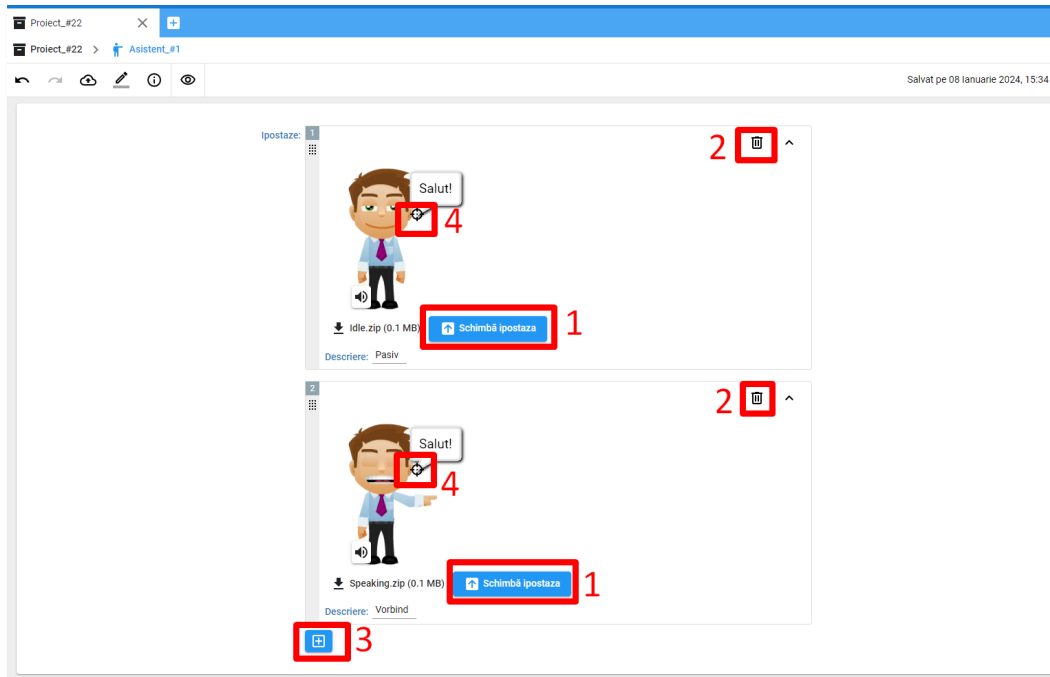 Proiect_#22
Proiect_#22 > Asistent_#1
Salvat pe 08 Ianuarie 2024, 15:34
Ipostaze: 1
2
Salut!
4
Idle.zip (0.1 MB) Schimbă ipostaza 1
Descriere: Pasiv
2
2
Salut!
4
Speaking.zip (0.1 MB) Schimbă ipostaza 1
Descriere: Vorbind
3